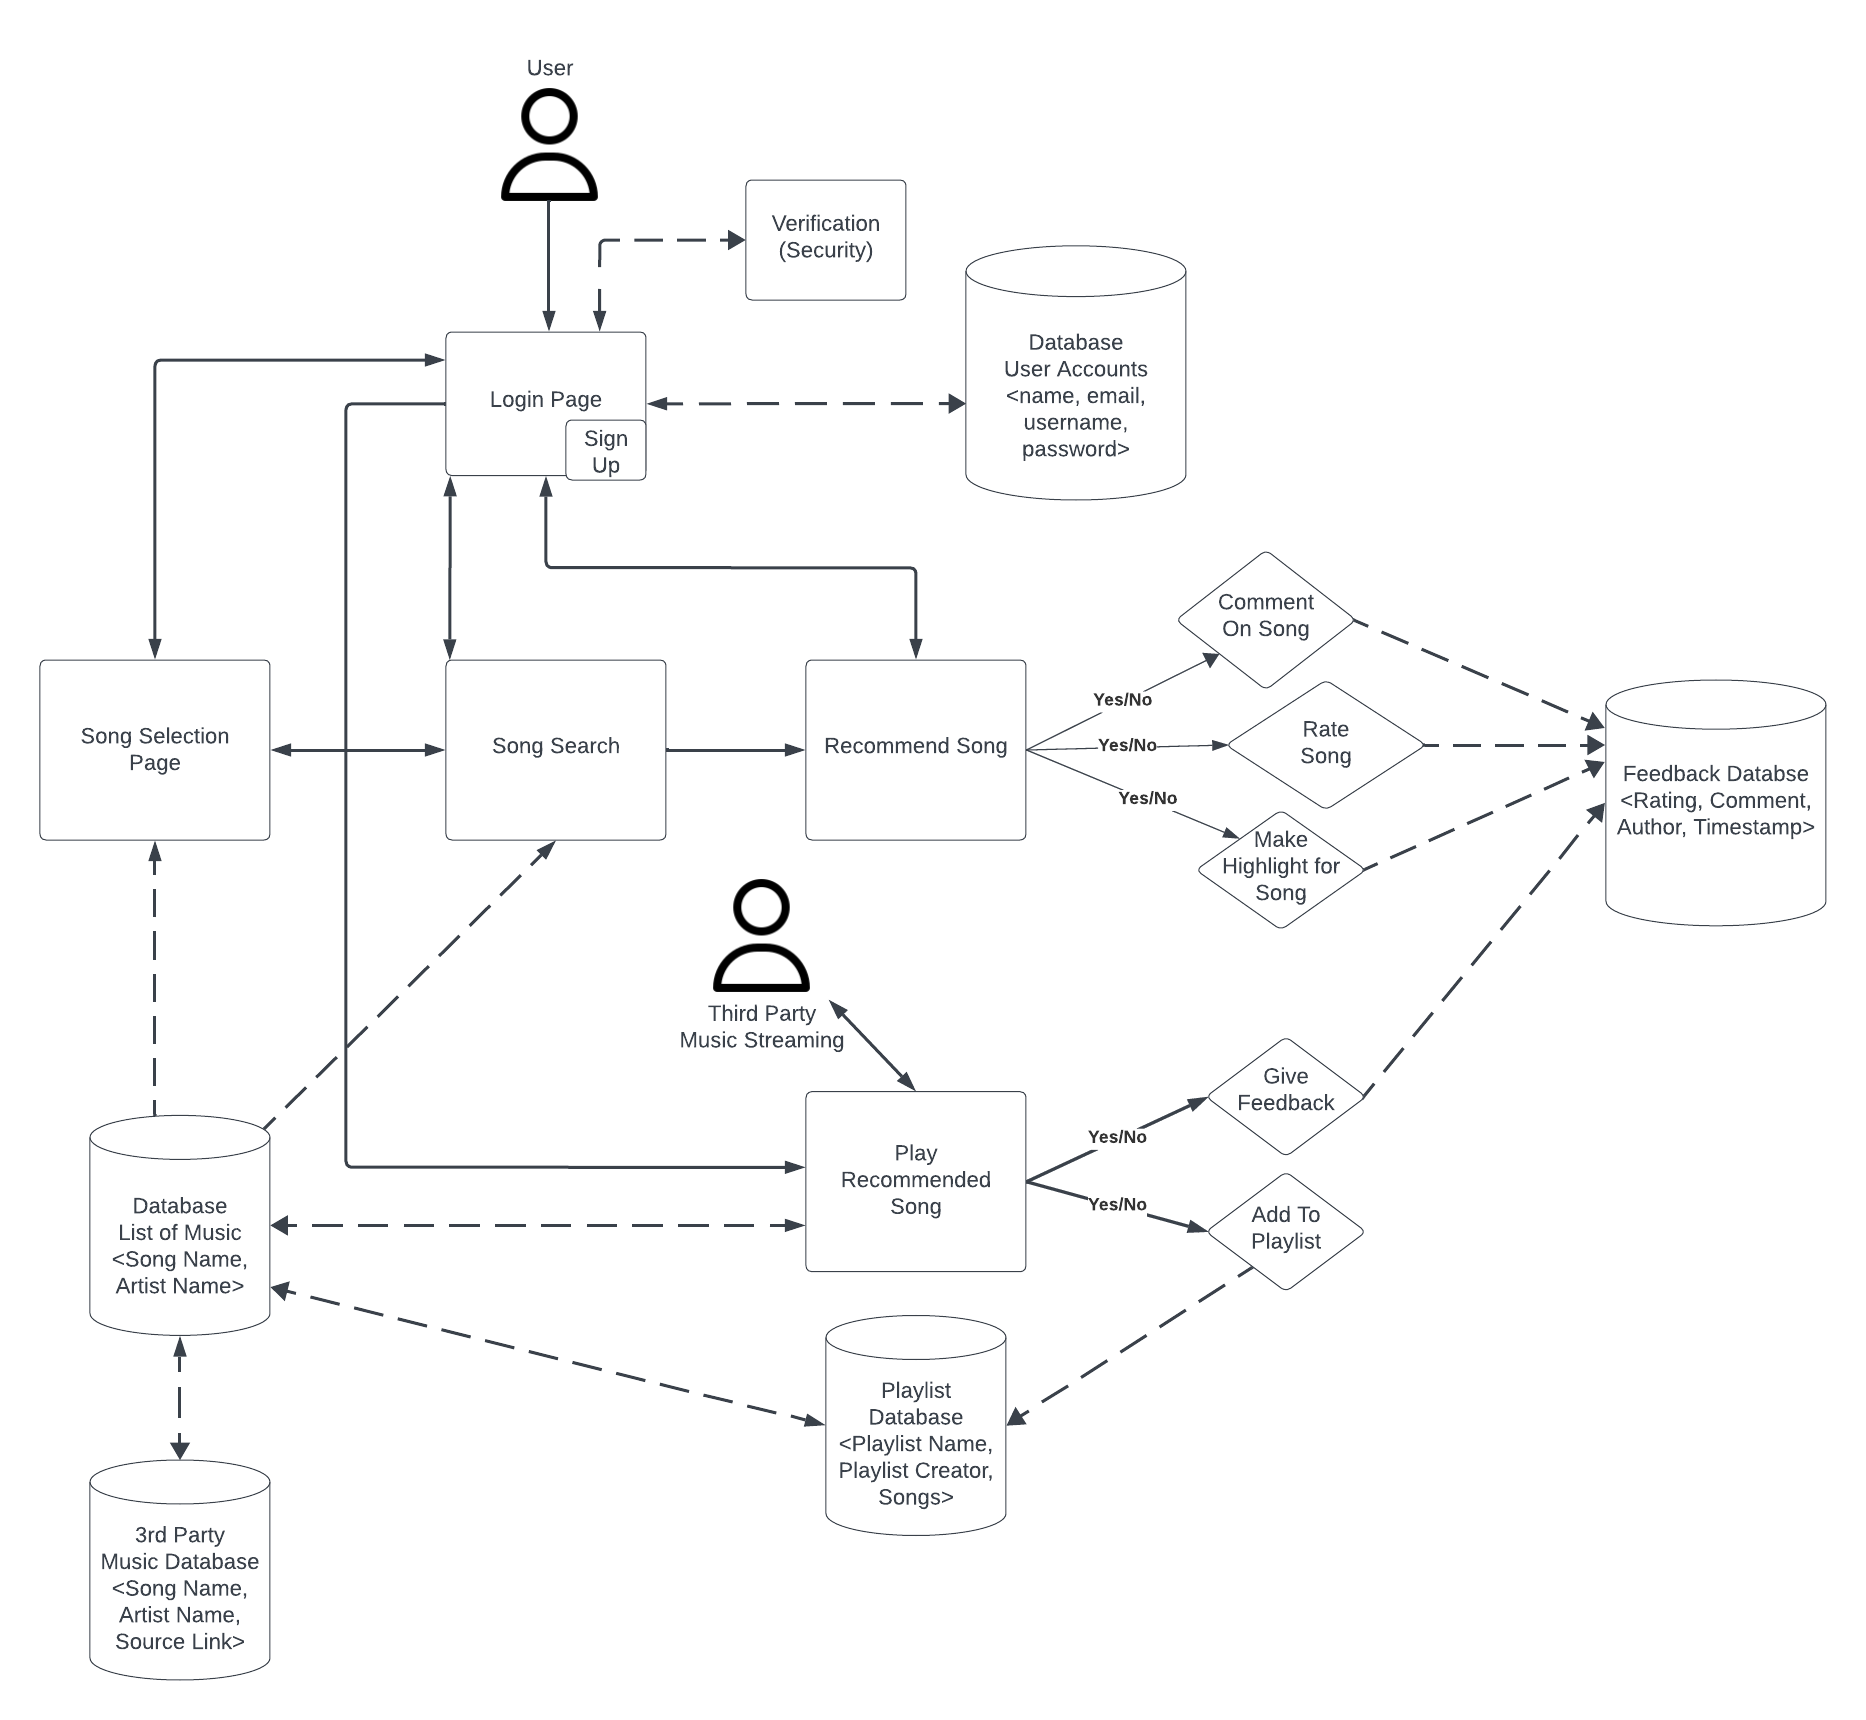 User
Verification
(Security)
Database
User Accounts
<name, email,
username,
password>
Login Page
Sign
Up
Comment
On Song
Yes/No
Song Selection
Page
Song Search
Recommend Song
Yes/No
Rate
Song
Feedback Databse
<Rating, Comment,
Author, Timestamp>
Yes/No
Make
Highlight for
Song
Third Party
Music Streaming
Give
Feedback
Yes/No
Play
Recommended
Song
Yes/No
Add To
Playlist
Database
List of Music
<Song Name,
Artist Name>
Playlist
Database
<Playlist Name,
Playlist Creator,
Songs>
3rd Party
Music Database
<Song Name,
Artist Name,
Source Link>